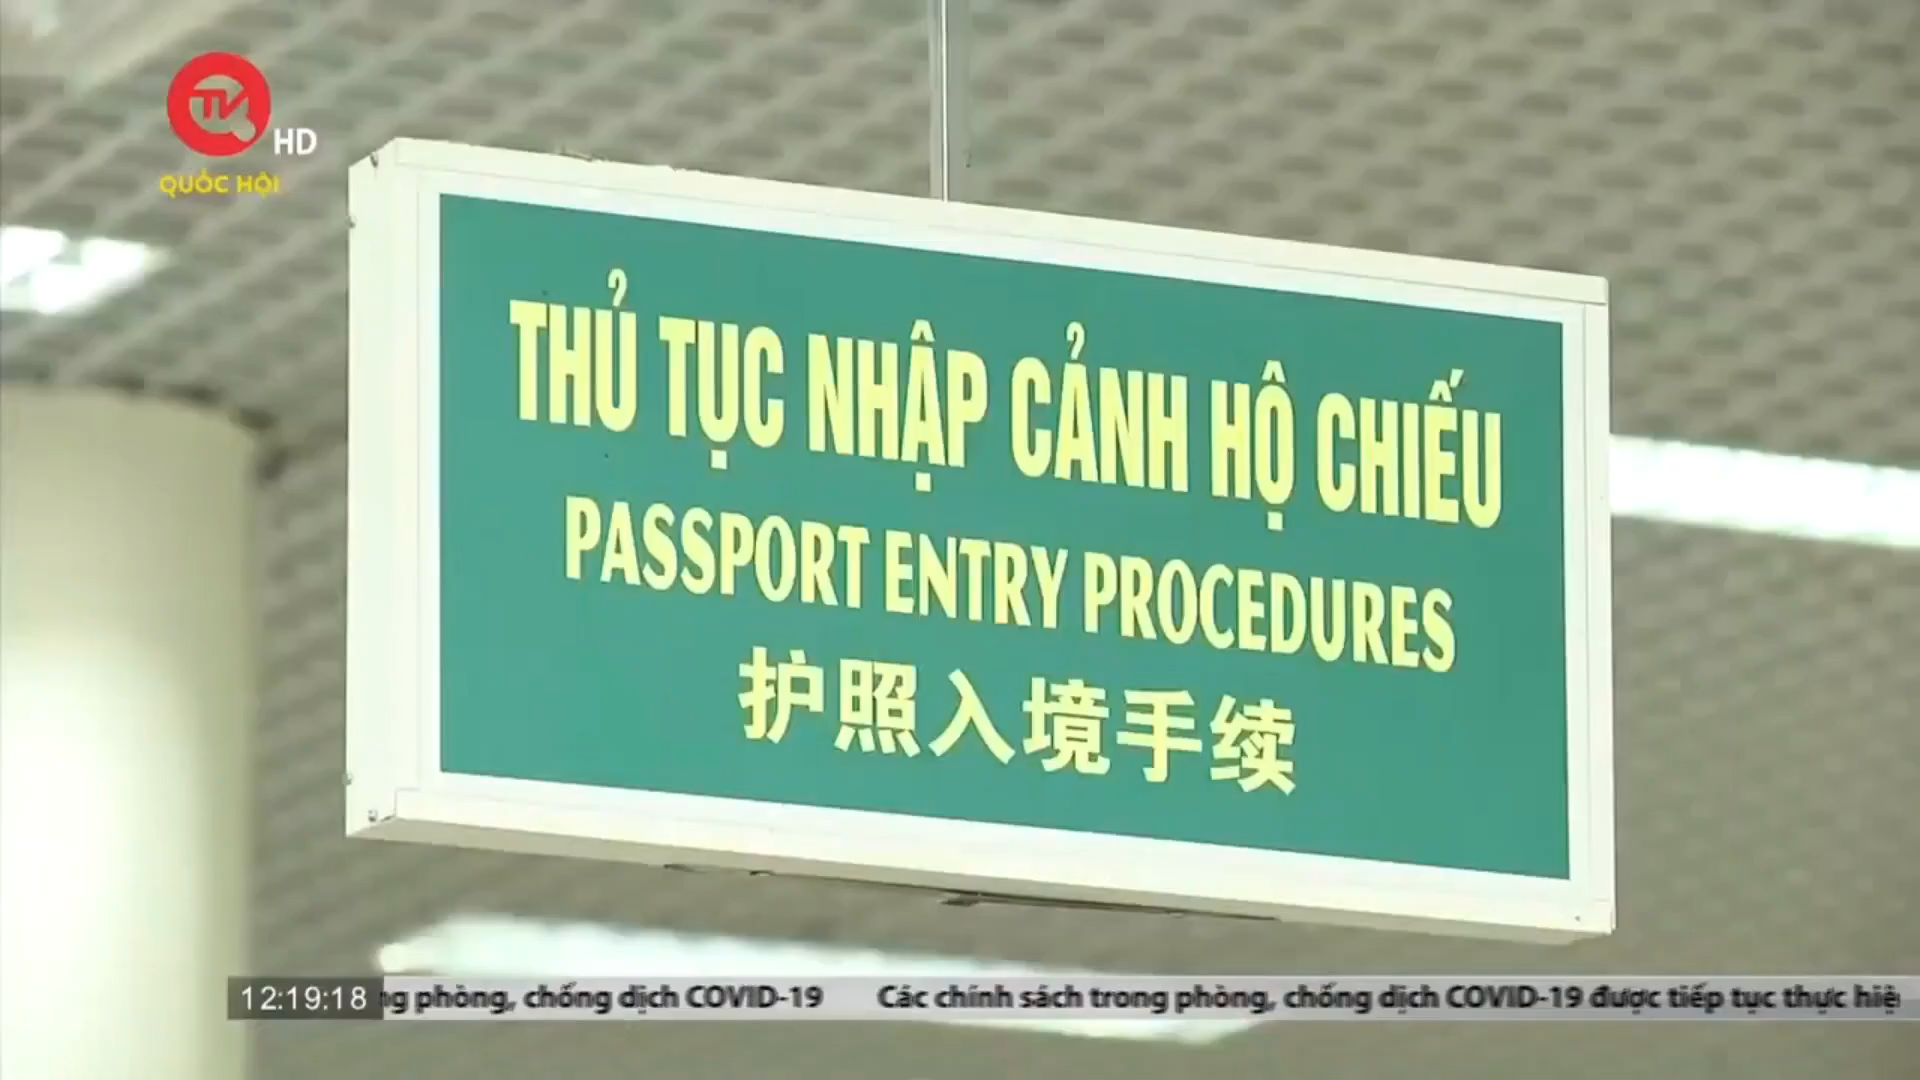 TV
HD
QUỐC HỘI
THỦ TỤC NHẬP CẢNH HỘ CHIẾU
PASSPORT ENTRY PROCEDURES
护照入境手续
12:19:18 phòng, chống dịch COVID-19 Các chính sách trong phòng, chống dịch COVID-19 được tiếp tục thực